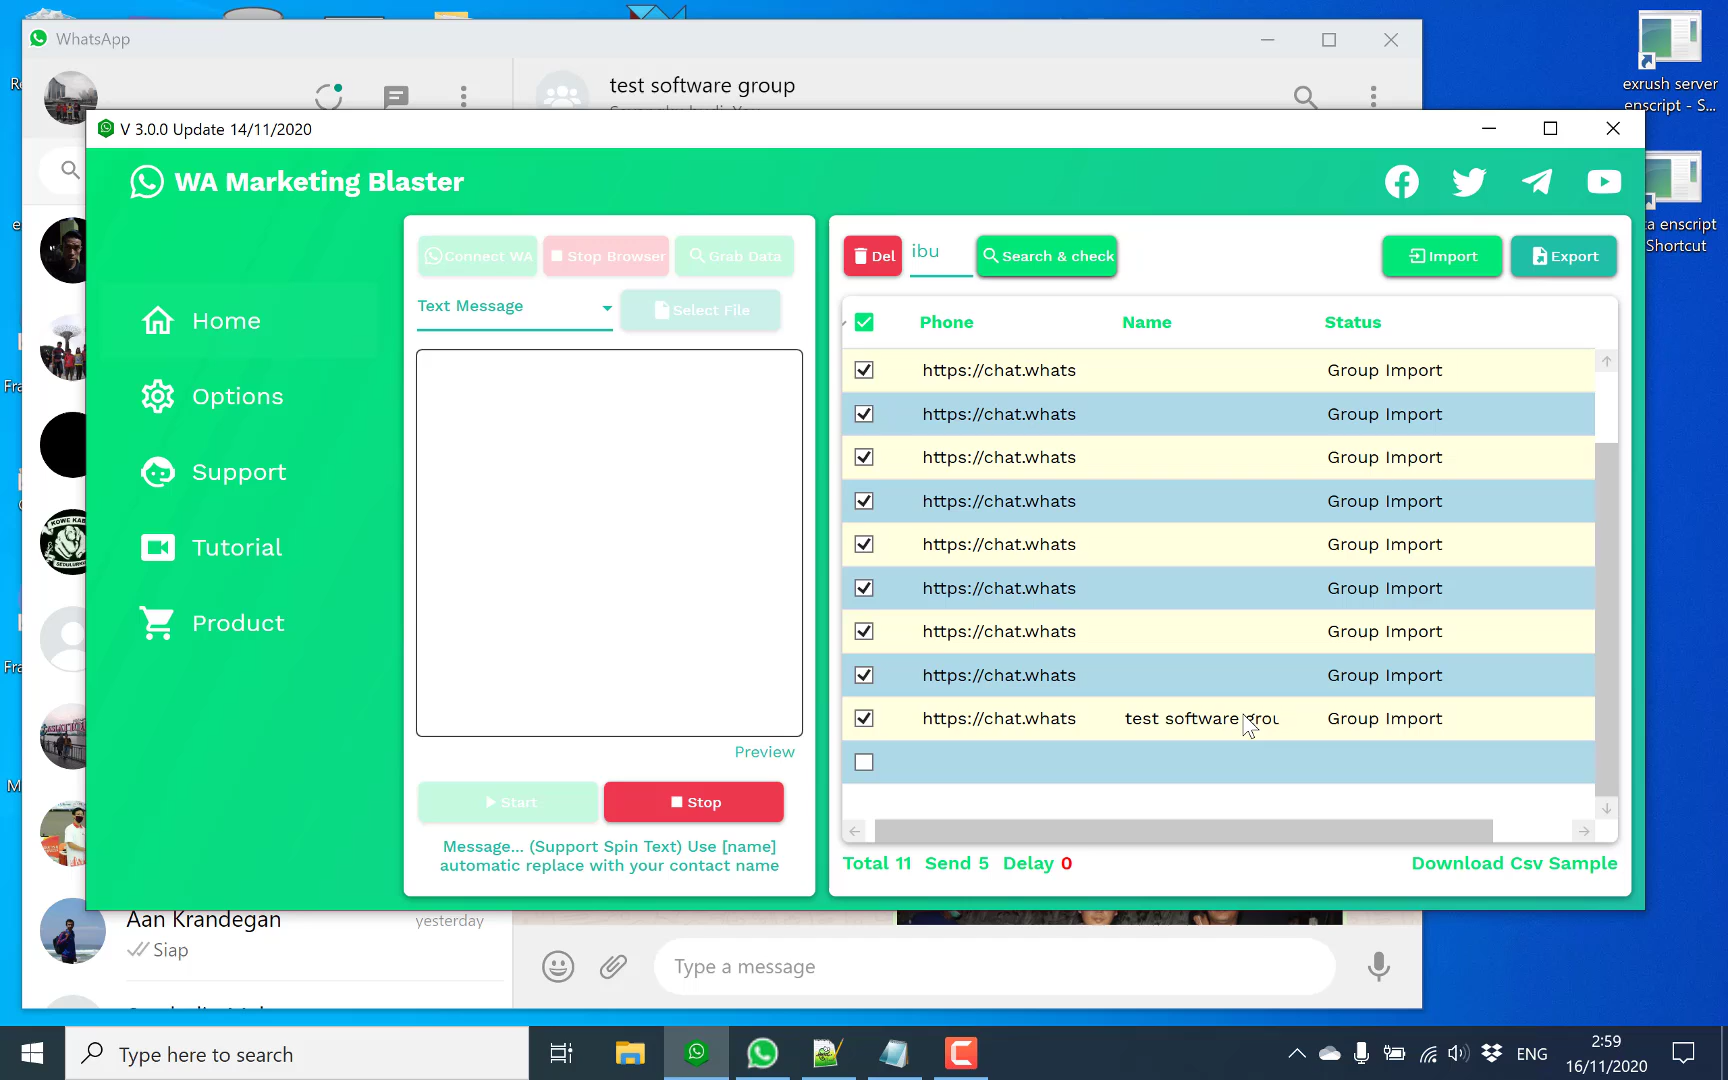 WhatsApp
test software group
exrush server
enscript - S...
V 3.0.0 Update 14/11/2020
WA Marketing Blaster
Home
Options
Support
Tutorial
Product
Connect WA
Stop Browser
Grab Data
Text Message
Select File
Preview
Start
Stop
Message... (Support Spin Text) Use [name]
automatic replace with your contact name
Del
ibu
Search & check
Import
Export
Phone Name Status
https://chat.whats Group Import
https://chat.whats Group Import
https://chat.whats Group Import
https://chat.whats Group Import
https://chat.whats Group Import
https://chat.whats Group Import
https://chat.whats Group Import
https://chat.whats Group Import
https://chat.whats test software grou Group Import
Total 11 Send 5 Delay 0
Download Csv Sample
enscript
Shortcut
Aan Krandegan
yesterday
Siap
Type a message
Type here to search
ENG
2:59
16/11/2020